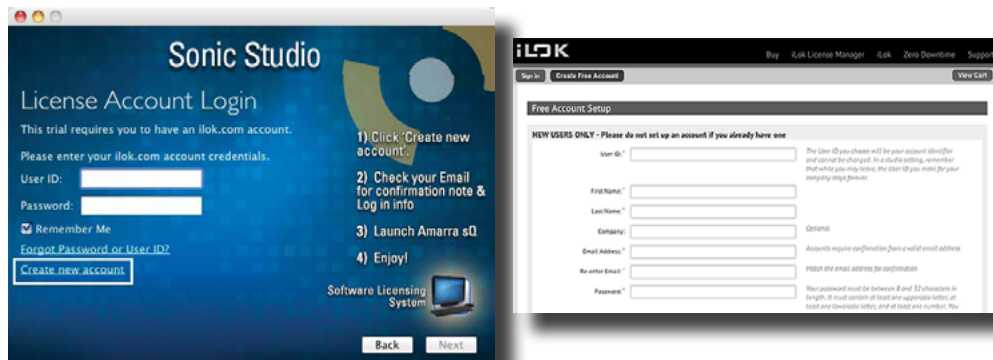 Sonic Studio
License Account Login
This trial requires you to have an ilok.com account.
Please enter your ilok.com account credentials.
User ID:
Password:
Remember Me
Forgot Password or User ID?
Create new account
1) Click 'Create new
account'.
2) Check your Email
for confirmation note &
Log in info
3) Launch Amarra sQ
4) Enjoy!
Software Licensing
System
Back
Next
iLOK
Buy iLok License Manager iLok Zero Downtime Support
Sign In Create Free Account View Cart
Free Account Setup
NEW USERS ONLY - Please do not set up an account if you already have one
User ID:*
The User ID you choose will be your account identifier
and cannot be changed. In a studio setting, remember
that while you may leave, the User ID you make for your
company stays forever.
First Name:*
Last Name:*
Company:
Optional
Email Address:*
Accounts require confirmation from a valid email address
Re-enter Email:*
Match the email address for confirmation
Password:*
Your password must be between 8 and 32 characters in
length. It must contain at least one uppercase letter, at
least one lowercase letter, and at least one number. You